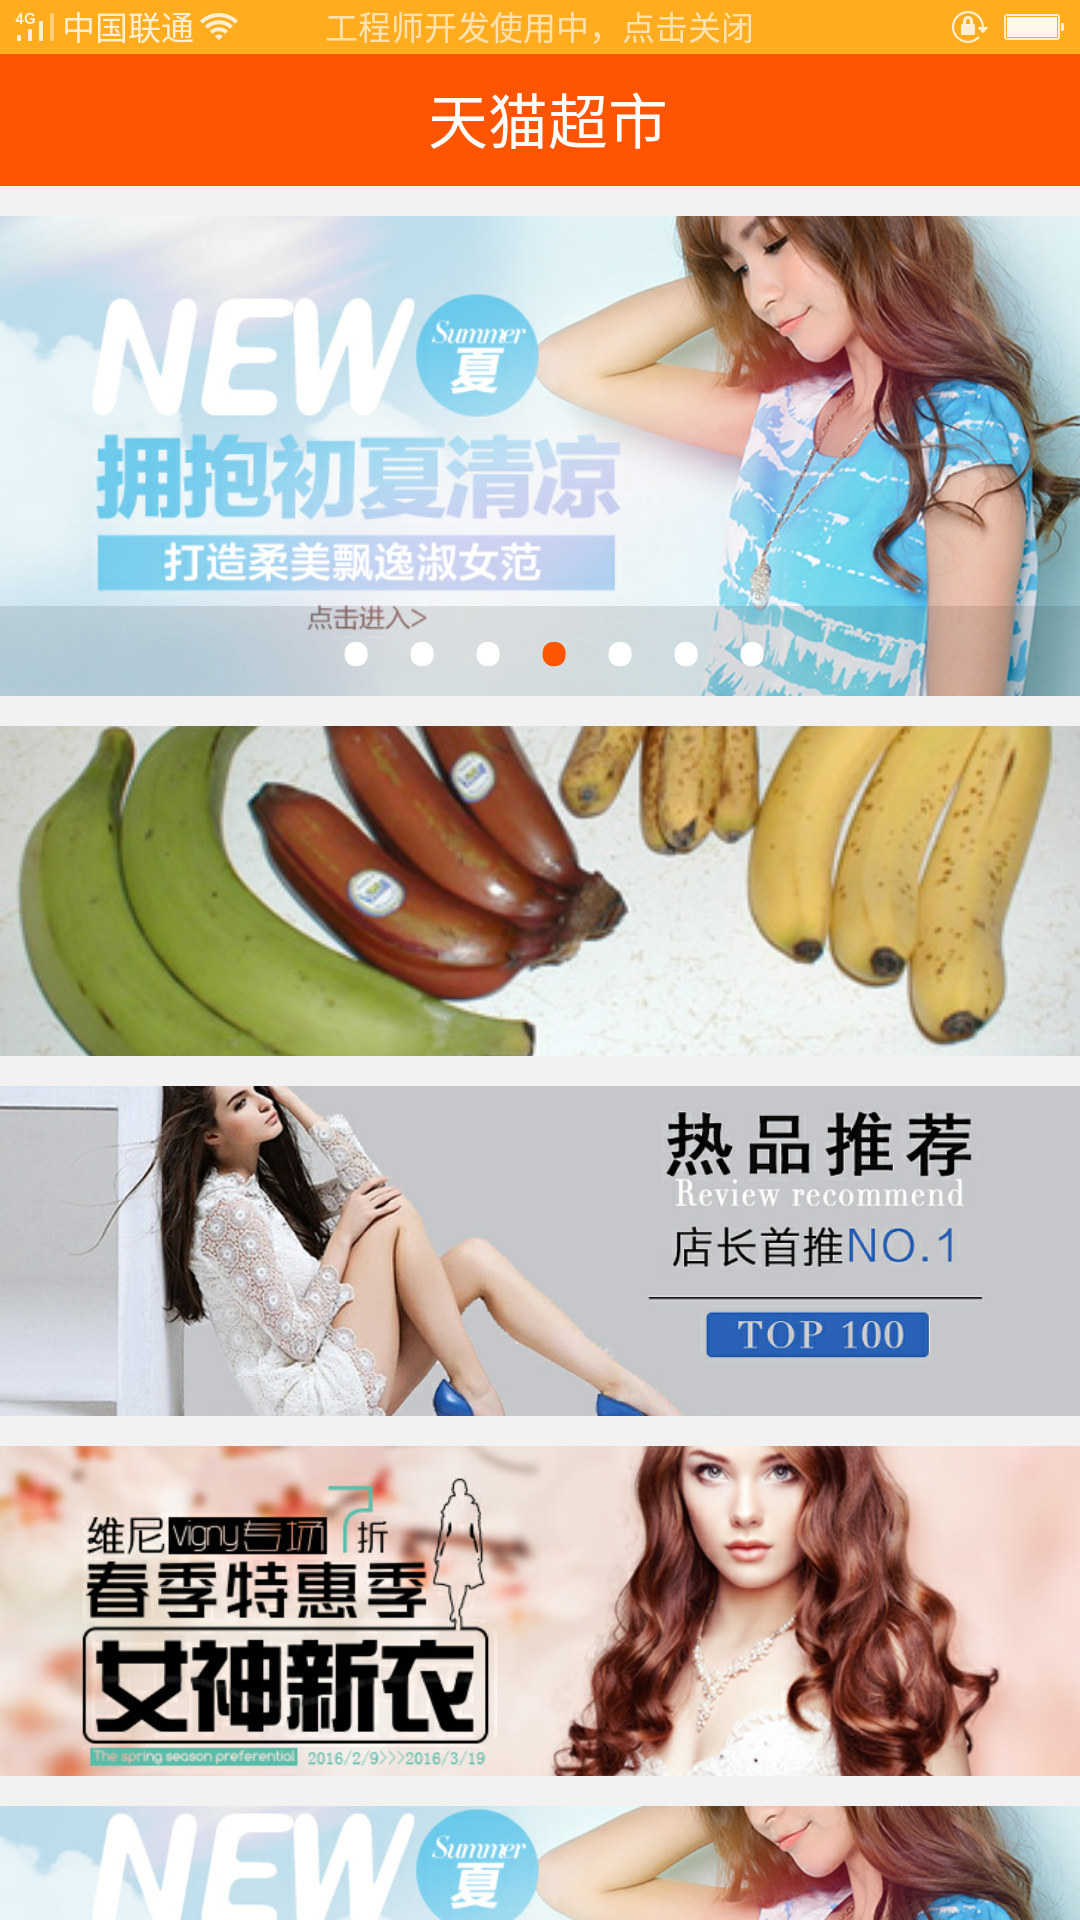 4G 中国联通 工程师开发使用中，点击关闭
天猫超市
NEW
Summer
夏
拥抱初夏清凉
打造柔美飘逸淑女范
点击进入>
热品推荐
Review recommend
店长首推NO.1
TOP 100
维尼vigny专场7折
春季特惠季
女神新衣
The spring season preferential 2016/2/9>>>2016/3/19
NEW
Summer
夏